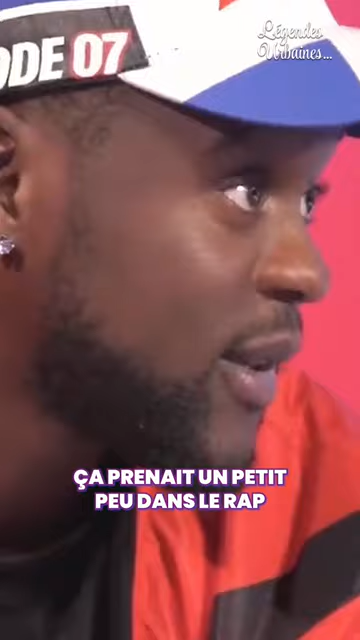 Légendes
Urbaines...
ODE 07
ÇA PRENAIT UN PETIT
PEU DANS LE RAP